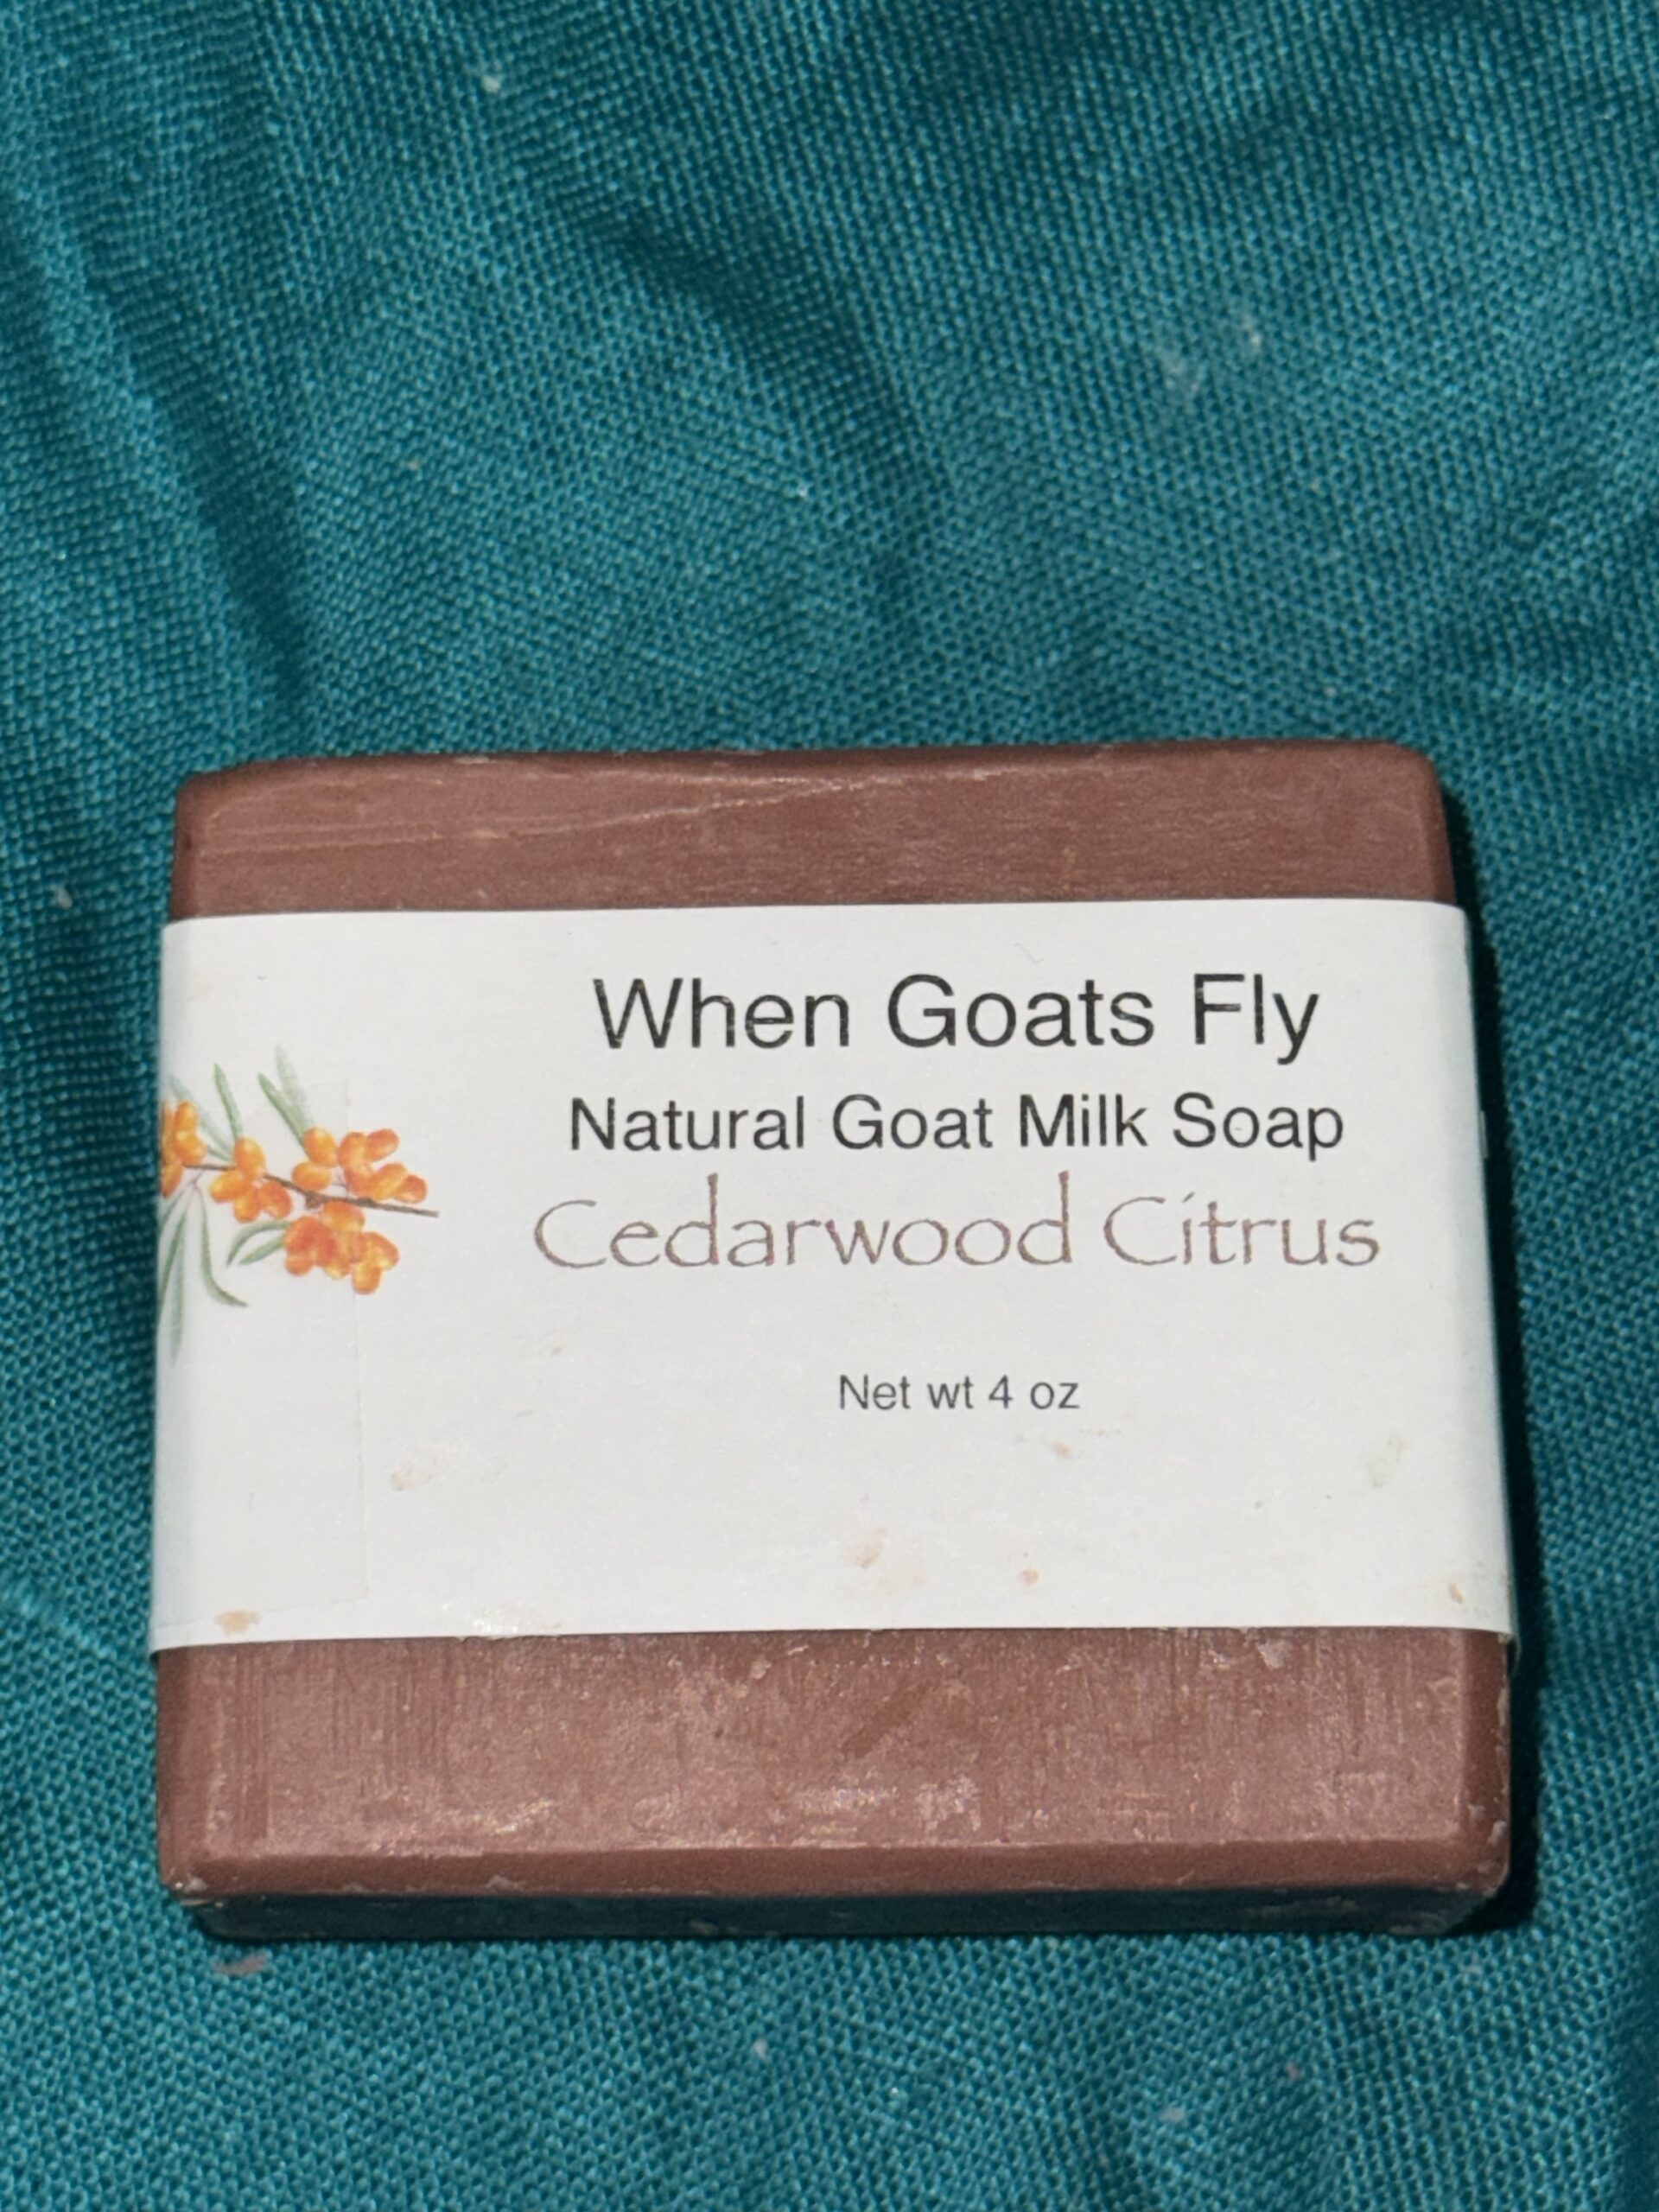 When Goats Fly
Natural Goat Milk Soap
Cedarwood Citrus
Net wt 4 oz